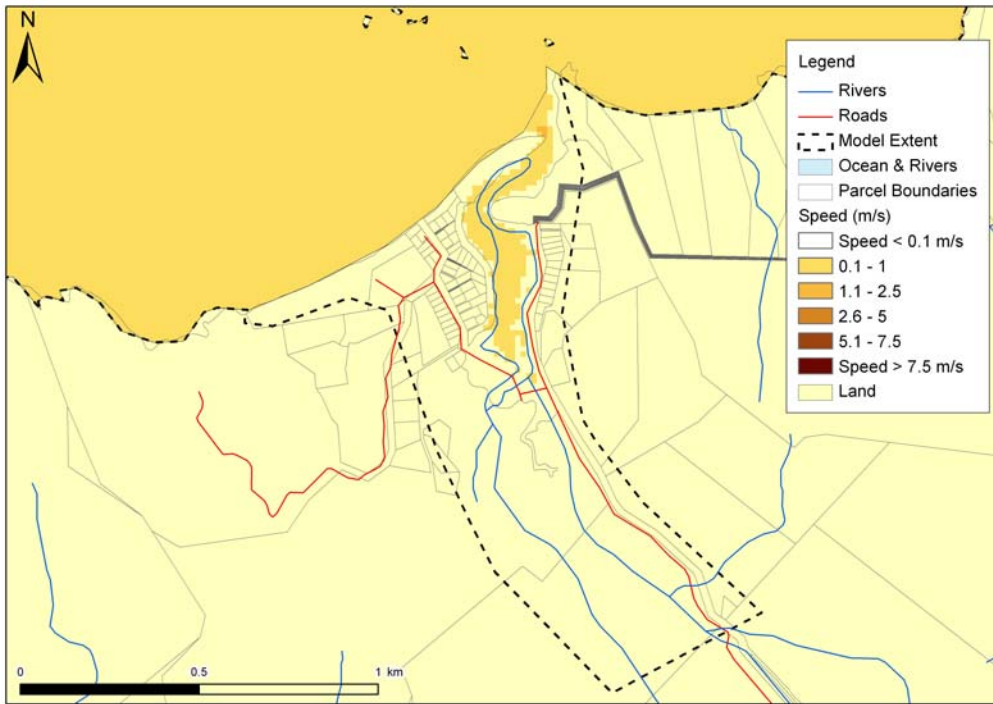 N
Legend
Rivers
Roads
Model Extent
Ocean & Rivers
Parcel Boundaries
Speed (m/s)
Speed < 0.1 m/s
0.1 - 1
1.1 - 2.5
2.6 - 5
5.1 - 7.5
Speed > 7.5 m/s
Land
0 0.5 1 km